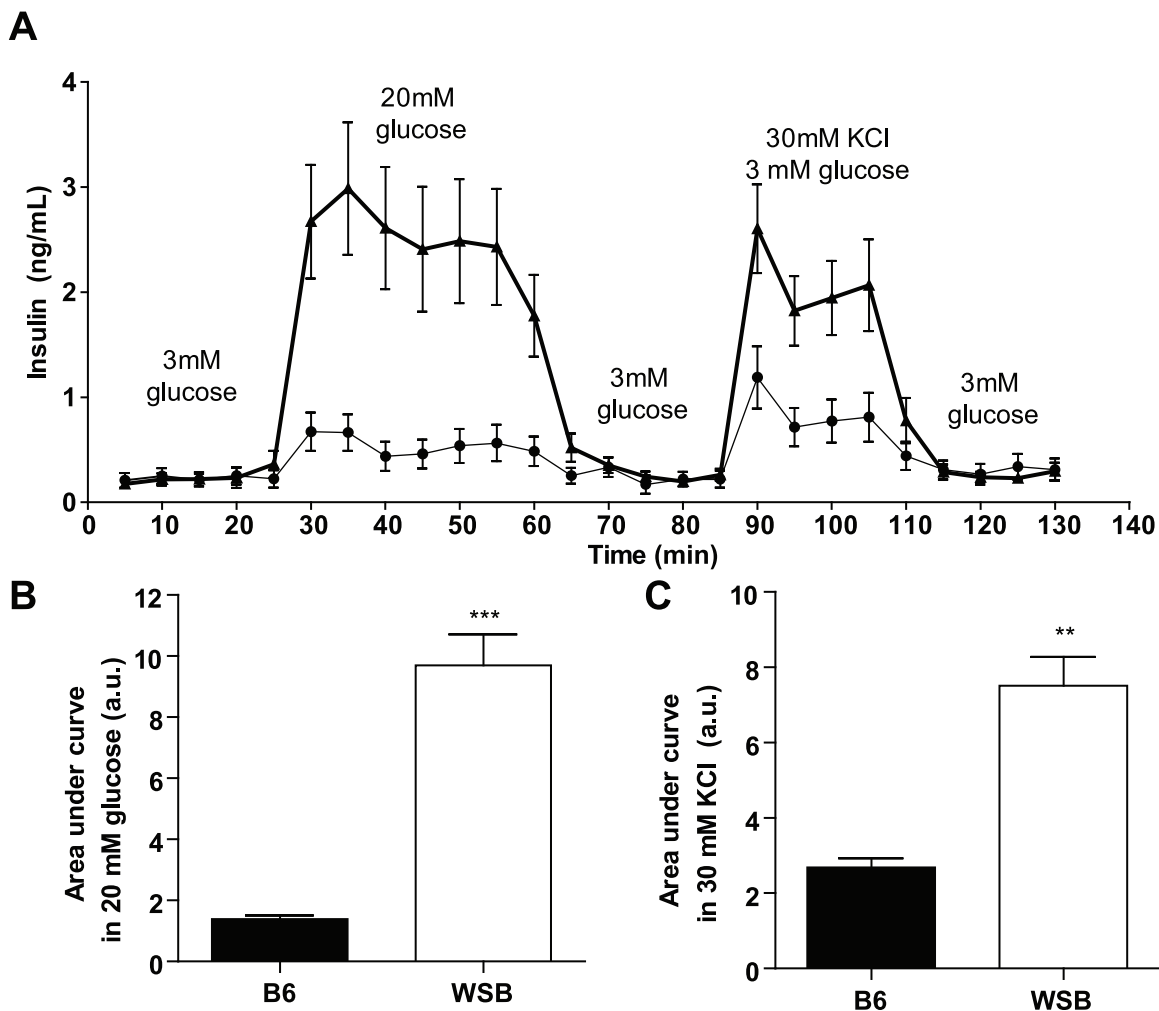 A
Insulin (ng/mL)
4
3
2
1
0
20mM
glucose
30mM KCl
3 mM glucose
3mM
glucose
3mM
glucose
3mM
glucose
0 10 20 30 40 50 60 70 80 90 100 110 120 130 140
Time (min)
B
Area under curve
in 20 mM glucose (a.u.)
12
10
8
6
4
2
0
***
B6 WSB
C
Area under curve
in 30 mM KCl (a.u.)
10
8
6
4
2
0
**
B6 WSB